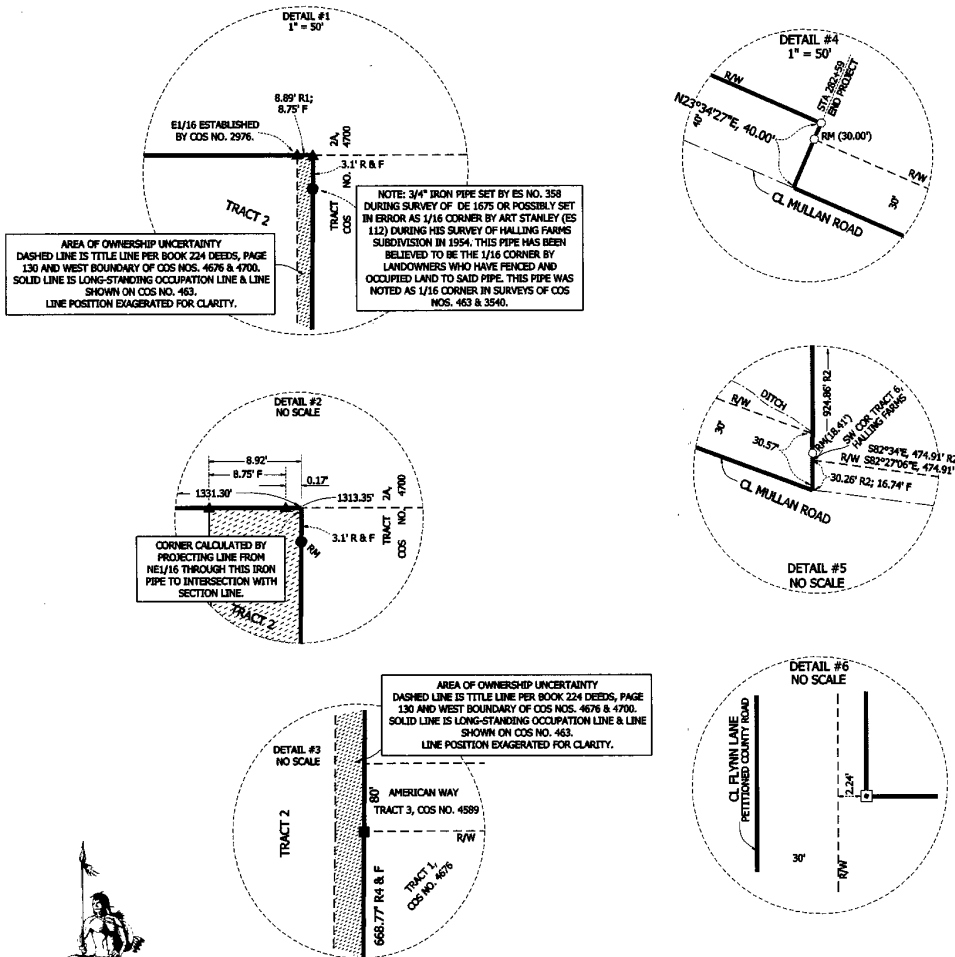 DETAIL #1
1" = 50'
8.89' R1;
8.75' F
E1/16 ESTABLISHED
BY COS NO. 2976.
2A,
4700
3.1' R & F
TRACT
COS NO.
TRACT 2
AREA OF OWNERSHIP UNCERTAINTY
DASHED LINE IS TITLE LINE PER BOOK 224 DEEDS, PAGE
130 AND WEST BOUNDARY OF COS NOS. 4676 & 4700.
SOLID LINE IS LONG-STANDING OCCUPATION LINE & LINE
SHOWN ON COS NO. 463.
LINE POSITION EXAGERATED FOR CLARITY.
NOTE: 3/4" IRON PIPE SET BY ES NO. 358
DURING SURVEY OF DE 1675 OR POSSIBLY SET
IN ERROR AS 1/16 CORNER BY ART STANLEY (ES
112) DURING HIS SURVEY OF HALLING FARMS
SUBDIVISION IN 1954. THIS PIPE HAS BEEN
BELIEVED TO BE THE 1/16 CORNER BY
LANDOWNERS WHO HAVE FENCED AND
OCCUPIED LAND TO SAID PIPE. THIS PIPE WAS
NOTED AS 1/16 CORNER IN SURVEYS OF COS
NOS. 463 & 3540.
DETAIL #4
1" = 50'
R/W
STA 282+59
END PROJECT
N23°34'27"E, 40.00'
RM (30.00')
40'
R/W
30'
CL MULLAN ROAD
DETAIL #2
NO SCALE
8.92'
8.75' F
0.17'
1331.30'
1313.35'
2A,
4700
TRACT
COS NO.
3.1' R & F
RM
CORNER CALCULATED BY
PROJECTING LINE FROM
NE1/16 THROUGH THIS IRON
PIPE TO INTERSECTION WITH
SECTION LINE.
TRACT 2
924.86' R2
DITCH
R/W
RM(18.41')
SW COR TRACT 6,
HALLING FARMS
30'
30.57'
S82°34'E, 474.91' R2
R/W S82°27'06"E, 474.91'
30.26' R2; 16.74' F
CL MULLAN ROAD
DETAIL #5
NO SCALE
DETAIL #3
NO SCALE
AREA OF OWNERSHIP UNCERTAINTY
DASHED LINE IS TITLE LINE PER BOOK 224 DEEDS, PAGE
130 AND WEST BOUNDARY OF COS NOS. 4676 & 4700.
SOLID LINE IS LONG-STANDING OCCUPATION LINE & LINE
SHOWN ON COS NO. 463.
LINE POSITION EXAGERATED FOR CLARITY.
TRACT 2
80'
AMERICAN WAY
TRACT 3, COS NO. 4589
R/W
TRACT 1,
COS NO. 4676
668.77' R4 & F
DETAIL #6
NO SCALE
CL FLYNN LANE
PETITIONED COUNTY ROAD
2.24'
30'
R/W